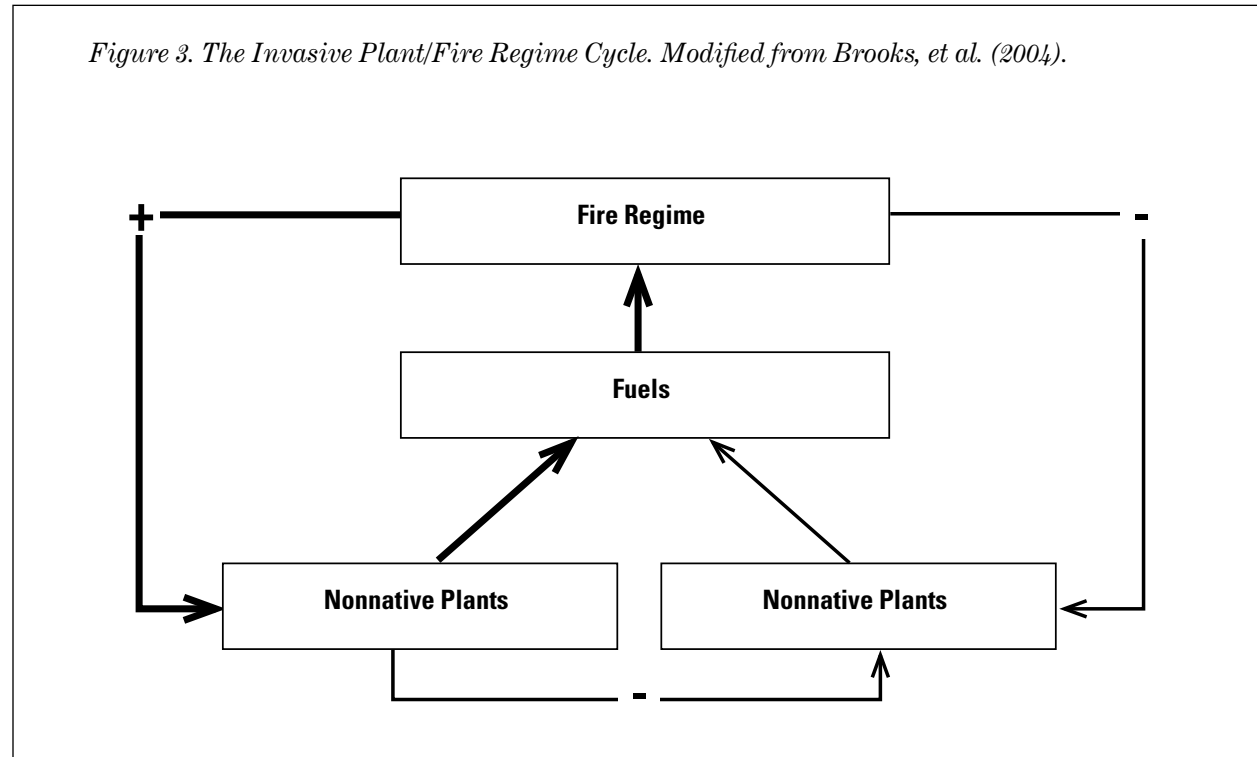 Figure 3. The Invasive Plant/Fire Regime Cycle. Modified from Brooks, et al. (2004).
+
Fire Regime
-
Fuels
Nonnative Plants
Nonnative Plants
-